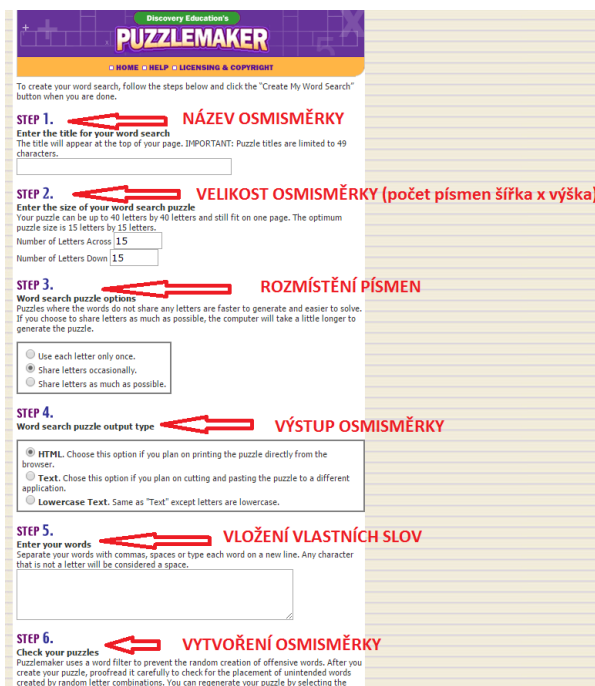 Discovery Education's
PUZZLEMAKER
HOME HELP LICENSING & COPYRIGHT
To create your word search, follow the steps below and click the "Create My Word Search"
button when you are done.
STEP 1. NÁZEV OSMISMĚRKY
Enter the title for your word search
The title will appear at the top of your page. IMPORTANT: Puzzle titles are limited to 49
characters.
STEP 2. VELIKOST OSMISMĚRKY (počet písmen šířka x výška)
Enter the size of your word search puzzle
Your puzzle can be up to 40 letters by 40 letters and still fit on one page. The optimum
puzzle size is 15 letters by 15 letters.
Number of Letters Across 15
Number of Letters Down 15
STEP 3. ROZMÍSTĚNÍ PÍSMEN
Word search puzzle options
Puzzles where the words do not share any letters are faster to generate and easier to solve.
If you choose to share letters as much as possible, the computer will take a little longer to
generate the puzzle.
Use each letter only once.
Share letters occasionally.
Share letters as much as possible.
STEP 4.
Word search puzzle output type VÝSTUP OSMISMĚRKY
HTML. Choose this option if you plan on printing the puzzle directly from the
browser.
Text. Chose this option if you plan on cutting and pasting the puzzle to a different
application.
Lowercase Text. Same as "Text" except letters are lowercase.
STEP 5. VLOŽENÍ VLASTNÍCH SLOV
Enter your words
Separate your words with commas, spaces or type each word on a new line. Any character
that is not a letter will be considered a space.
STEP 6. VYTVOŘENÍ OSMISMĚRKY
Check your puzzles
Puzzlemaker uses a word filter to prevent the random creation of offensive words. After you
create your puzzle, proofread it carefully to check for the placement of unintended words
created by random letter combinations. You can regenerate your puzzle by selecting the